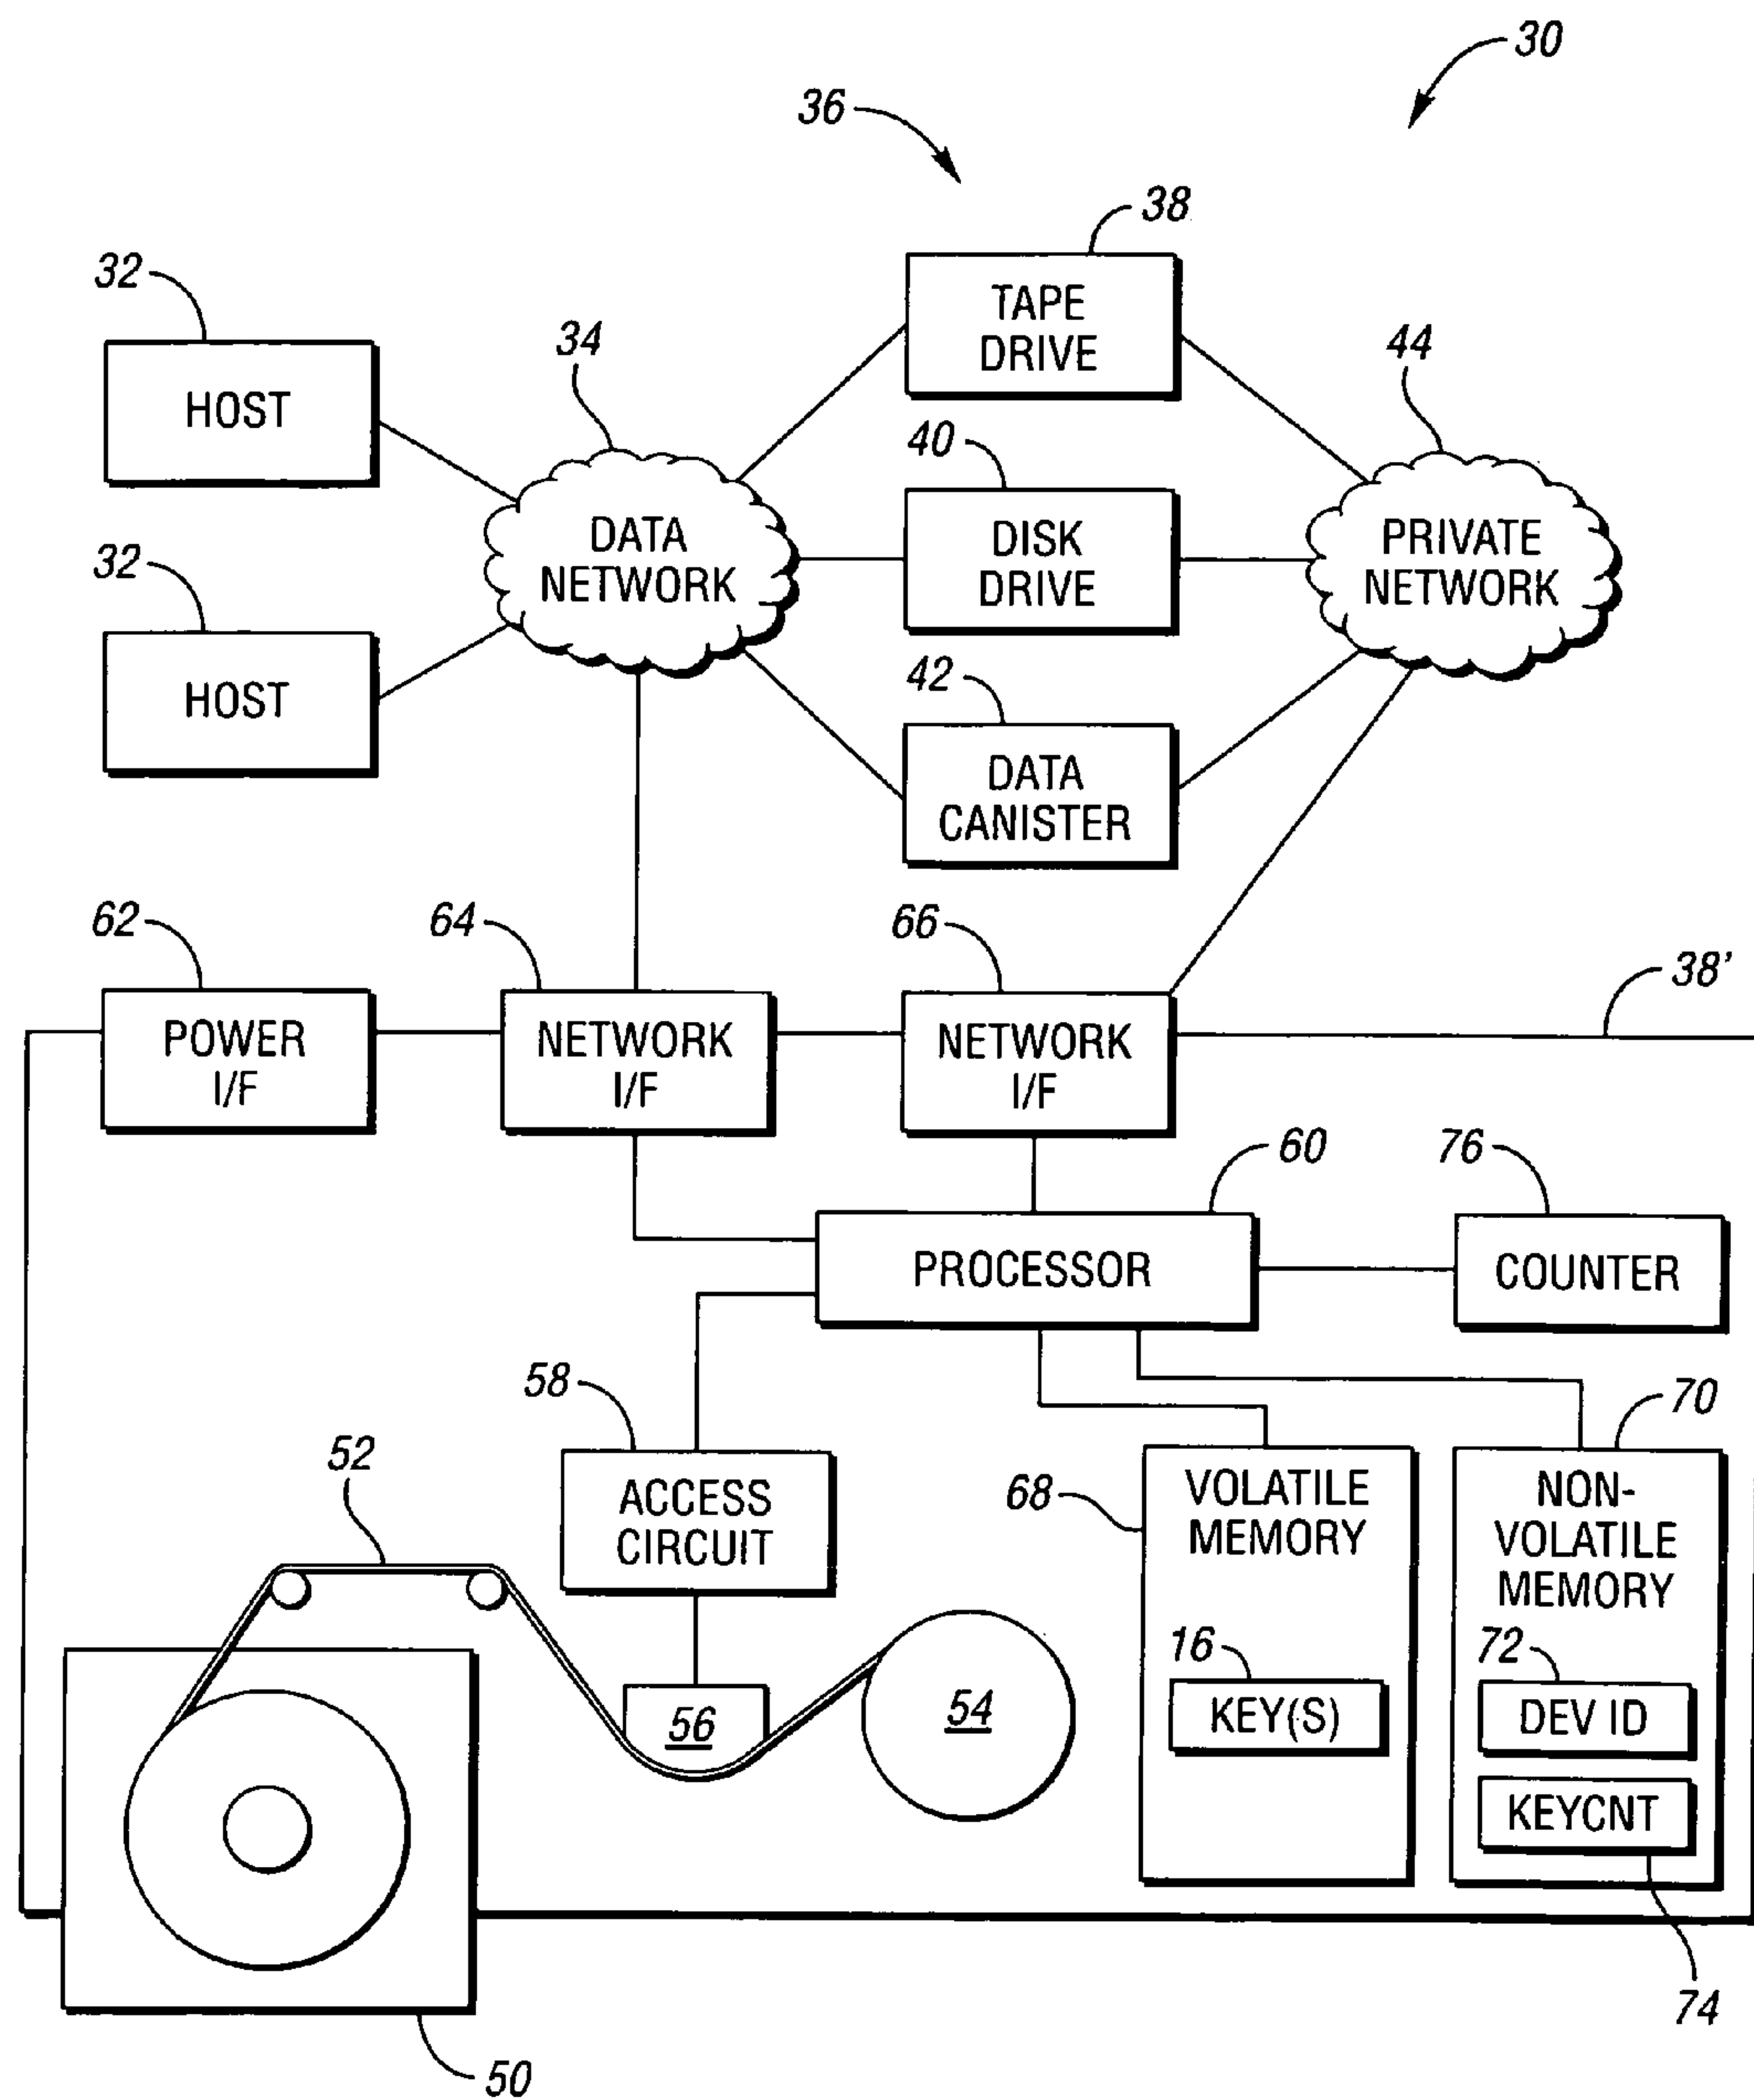 30
36
38
TAPE
DRIVE
32
HOST
34
DATA
NETWORK
44
PRIVATE
NETWORK
40
DISK
DRIVE
32
HOST
42
DATA
CANISTER
62
POWER
I/F
64
NETWORK
I/F
66
NETWORK
I/F
38'
60
PROCESSOR
76
COUNTER
58
ACCESS
CIRCUIT
52
68
VOLATILE
MEMORY
70
NON-
VOLATILE
MEMORY
16
KEY(S)
72
DEV ID
KEYCNT
74
56
54
50